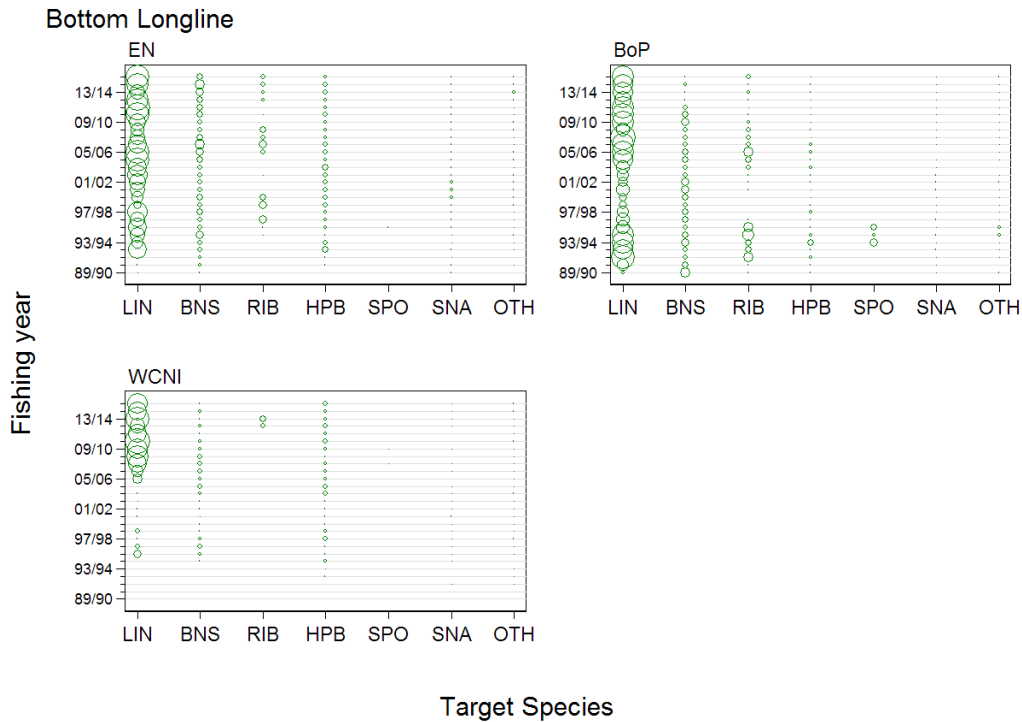 Bottom Longline
EN
BoP
13/14
09/10
05/06
01/02
97/98
93/94
89/90
LIN BNS RIB HPB SPO SNA OTH
13/14
09/10
05/06
01/02
97/98
93/94
89/90
LIN BNS RIB HPB SPO SNA OTH
Fishing year
WCNI
13/14
09/10
05/06
01/02
97/98
93/94
89/90
LIN BNS RIB HPB SPO SNA OTH
Target Species